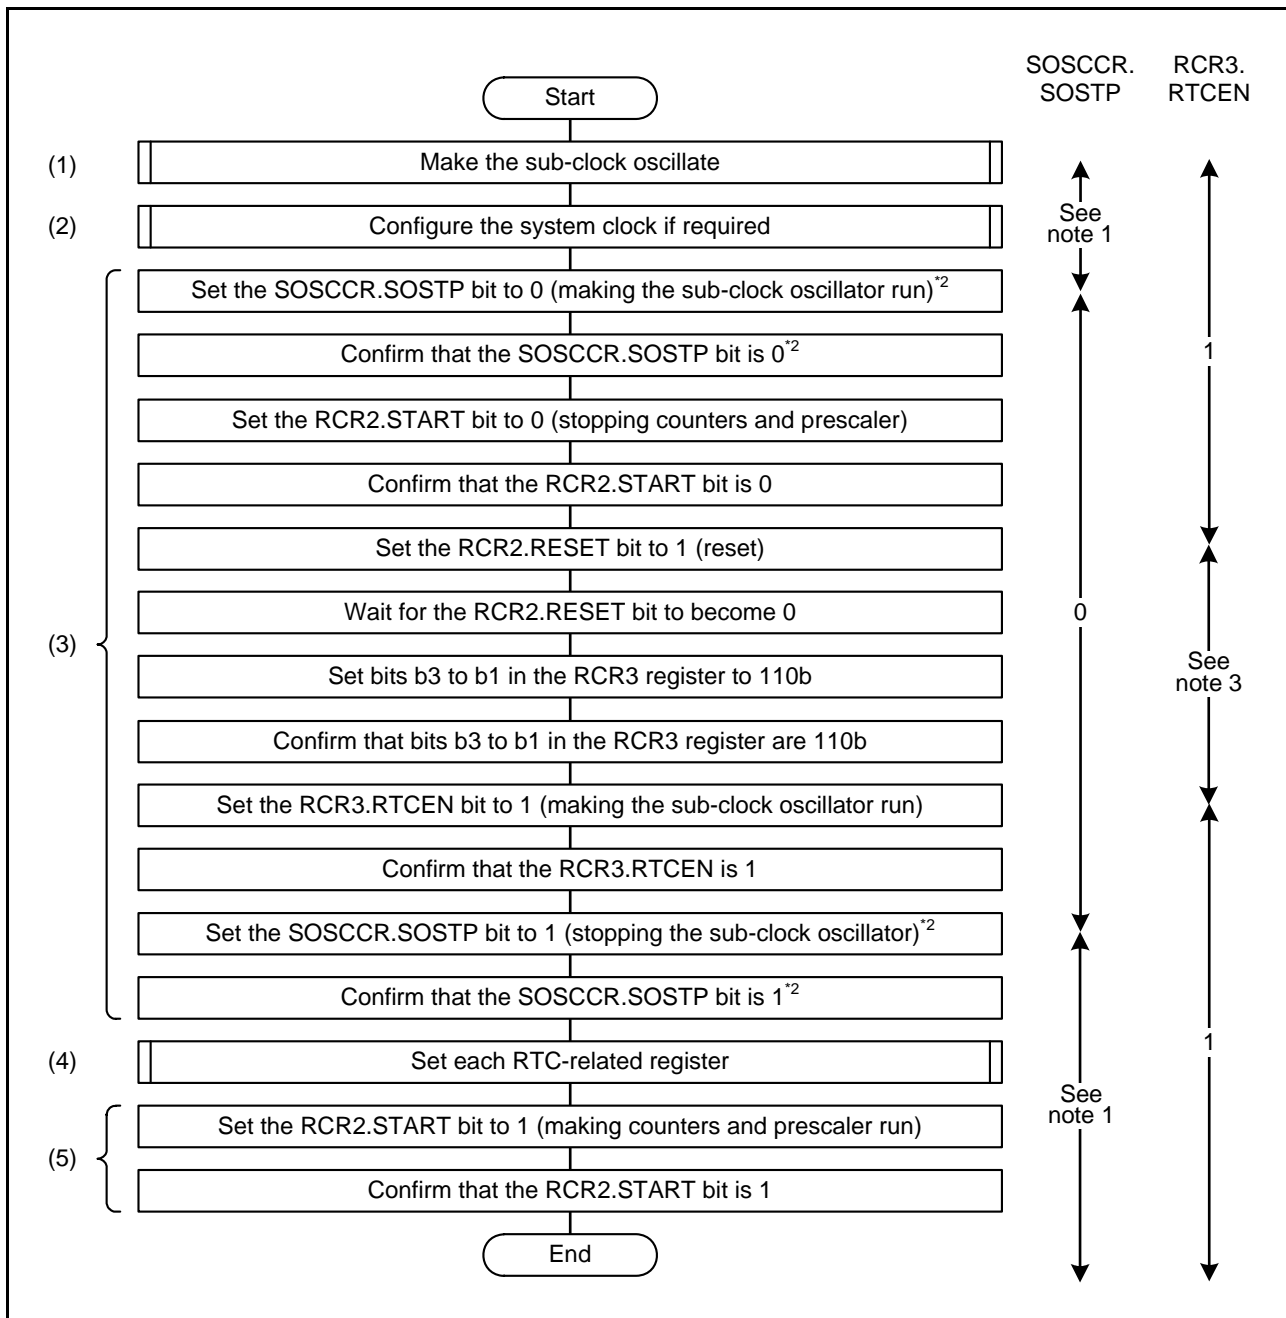 SOSCCR. RCR3.
SOSTP RTCEN
Start
(1) Make the sub-clock oscillate
(2) Configure the system clock if required
See
note 1
Set the SOSCCR.SOSTP bit to 0 (making the sub-clock oscillator run)*2
Confirm that the SOSCCR.SOSTP bit is 0*2
1
Set the RCR2.START bit to 0 (stopping counters and prescaler)
Confirm that the RCR2.START bit is 0
Set the RCR2.RESET bit to 1 (reset)
Wait for the RCR2.RESET bit to become 0
0
(3)
Set bits b3 to b1 in the RCR3 register to 110b
See
note 3
Confirm that bits b3 to b1 in the RCR3 register are 110b
Set the RCR3.RTCEN bit to 1 (making the sub-clock oscillator run)
Confirm that the RCR3.RTCEN is 1
Set the SOSCCR.SOSTP bit to 1 (stopping the sub-clock oscillator)*2
Confirm that the SOSCCR.SOSTP bit is 1*2
1
(4) Set each RTC-related register
See
note 1
Set the RCR2.START bit to 1 (making counters and prescaler run)
(5)
Confirm that the RCR2.START bit is 1
End